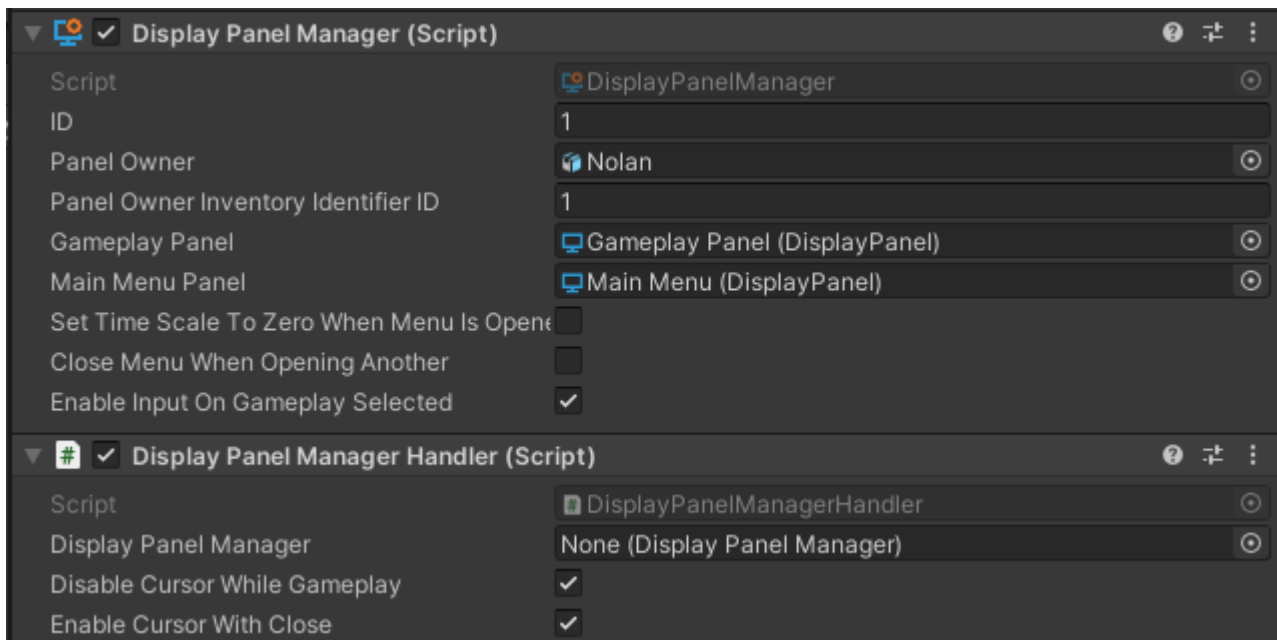 Display Panel Manager (Script)
Script DisplayPanelManager
ID 1
Panel Owner Nolan
Panel Owner Inventory Identifier ID 1
Gameplay Panel Gameplay Panel (DisplayPanel)
Main Menu Panel Main Menu (DisplayPanel)
Set Time Scale To Zero When Menu Is Opene
Close Menu When Opening Another
Enable Input On Gameplay Selected
# Display Panel Manager Handler (Script)
Script # DisplayPanelManagerHandler
Display Panel Manager None (Display Panel Manager)
Disable Cursor While Gameplay
Enable Cursor With Close